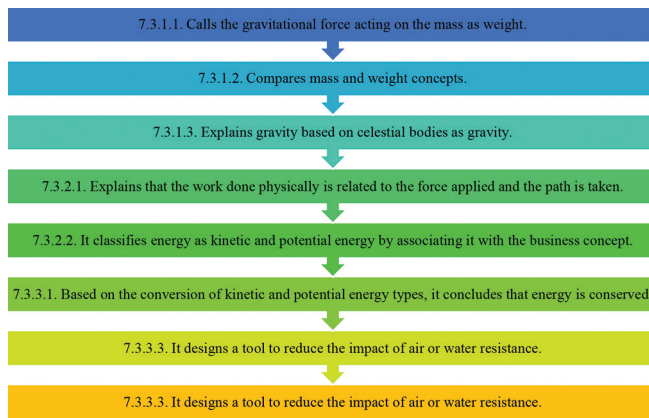 7.3.1.1. Calls the gravitational force acting on the mass as weight.
7.3.1.2. Compares mass and weight concepts.
7.3.1.3. Explains gravity based on celestial bodies as gravity.
7.3.2.1. Explains that the work done physically is related to the force applied and the path is taken.
7.3.2.2. It classifies energy as kinetic and potential energy by associating it with the business concept.
7.3.3.1. Based on the conversion of kinetic and potential energy types, it concludes that energy is conserved
7.3.3.3. It designs a tool to reduce the impact of air or water resistance.
7.3.3.3. It designs a tool to reduce the impact of air or water resistance.